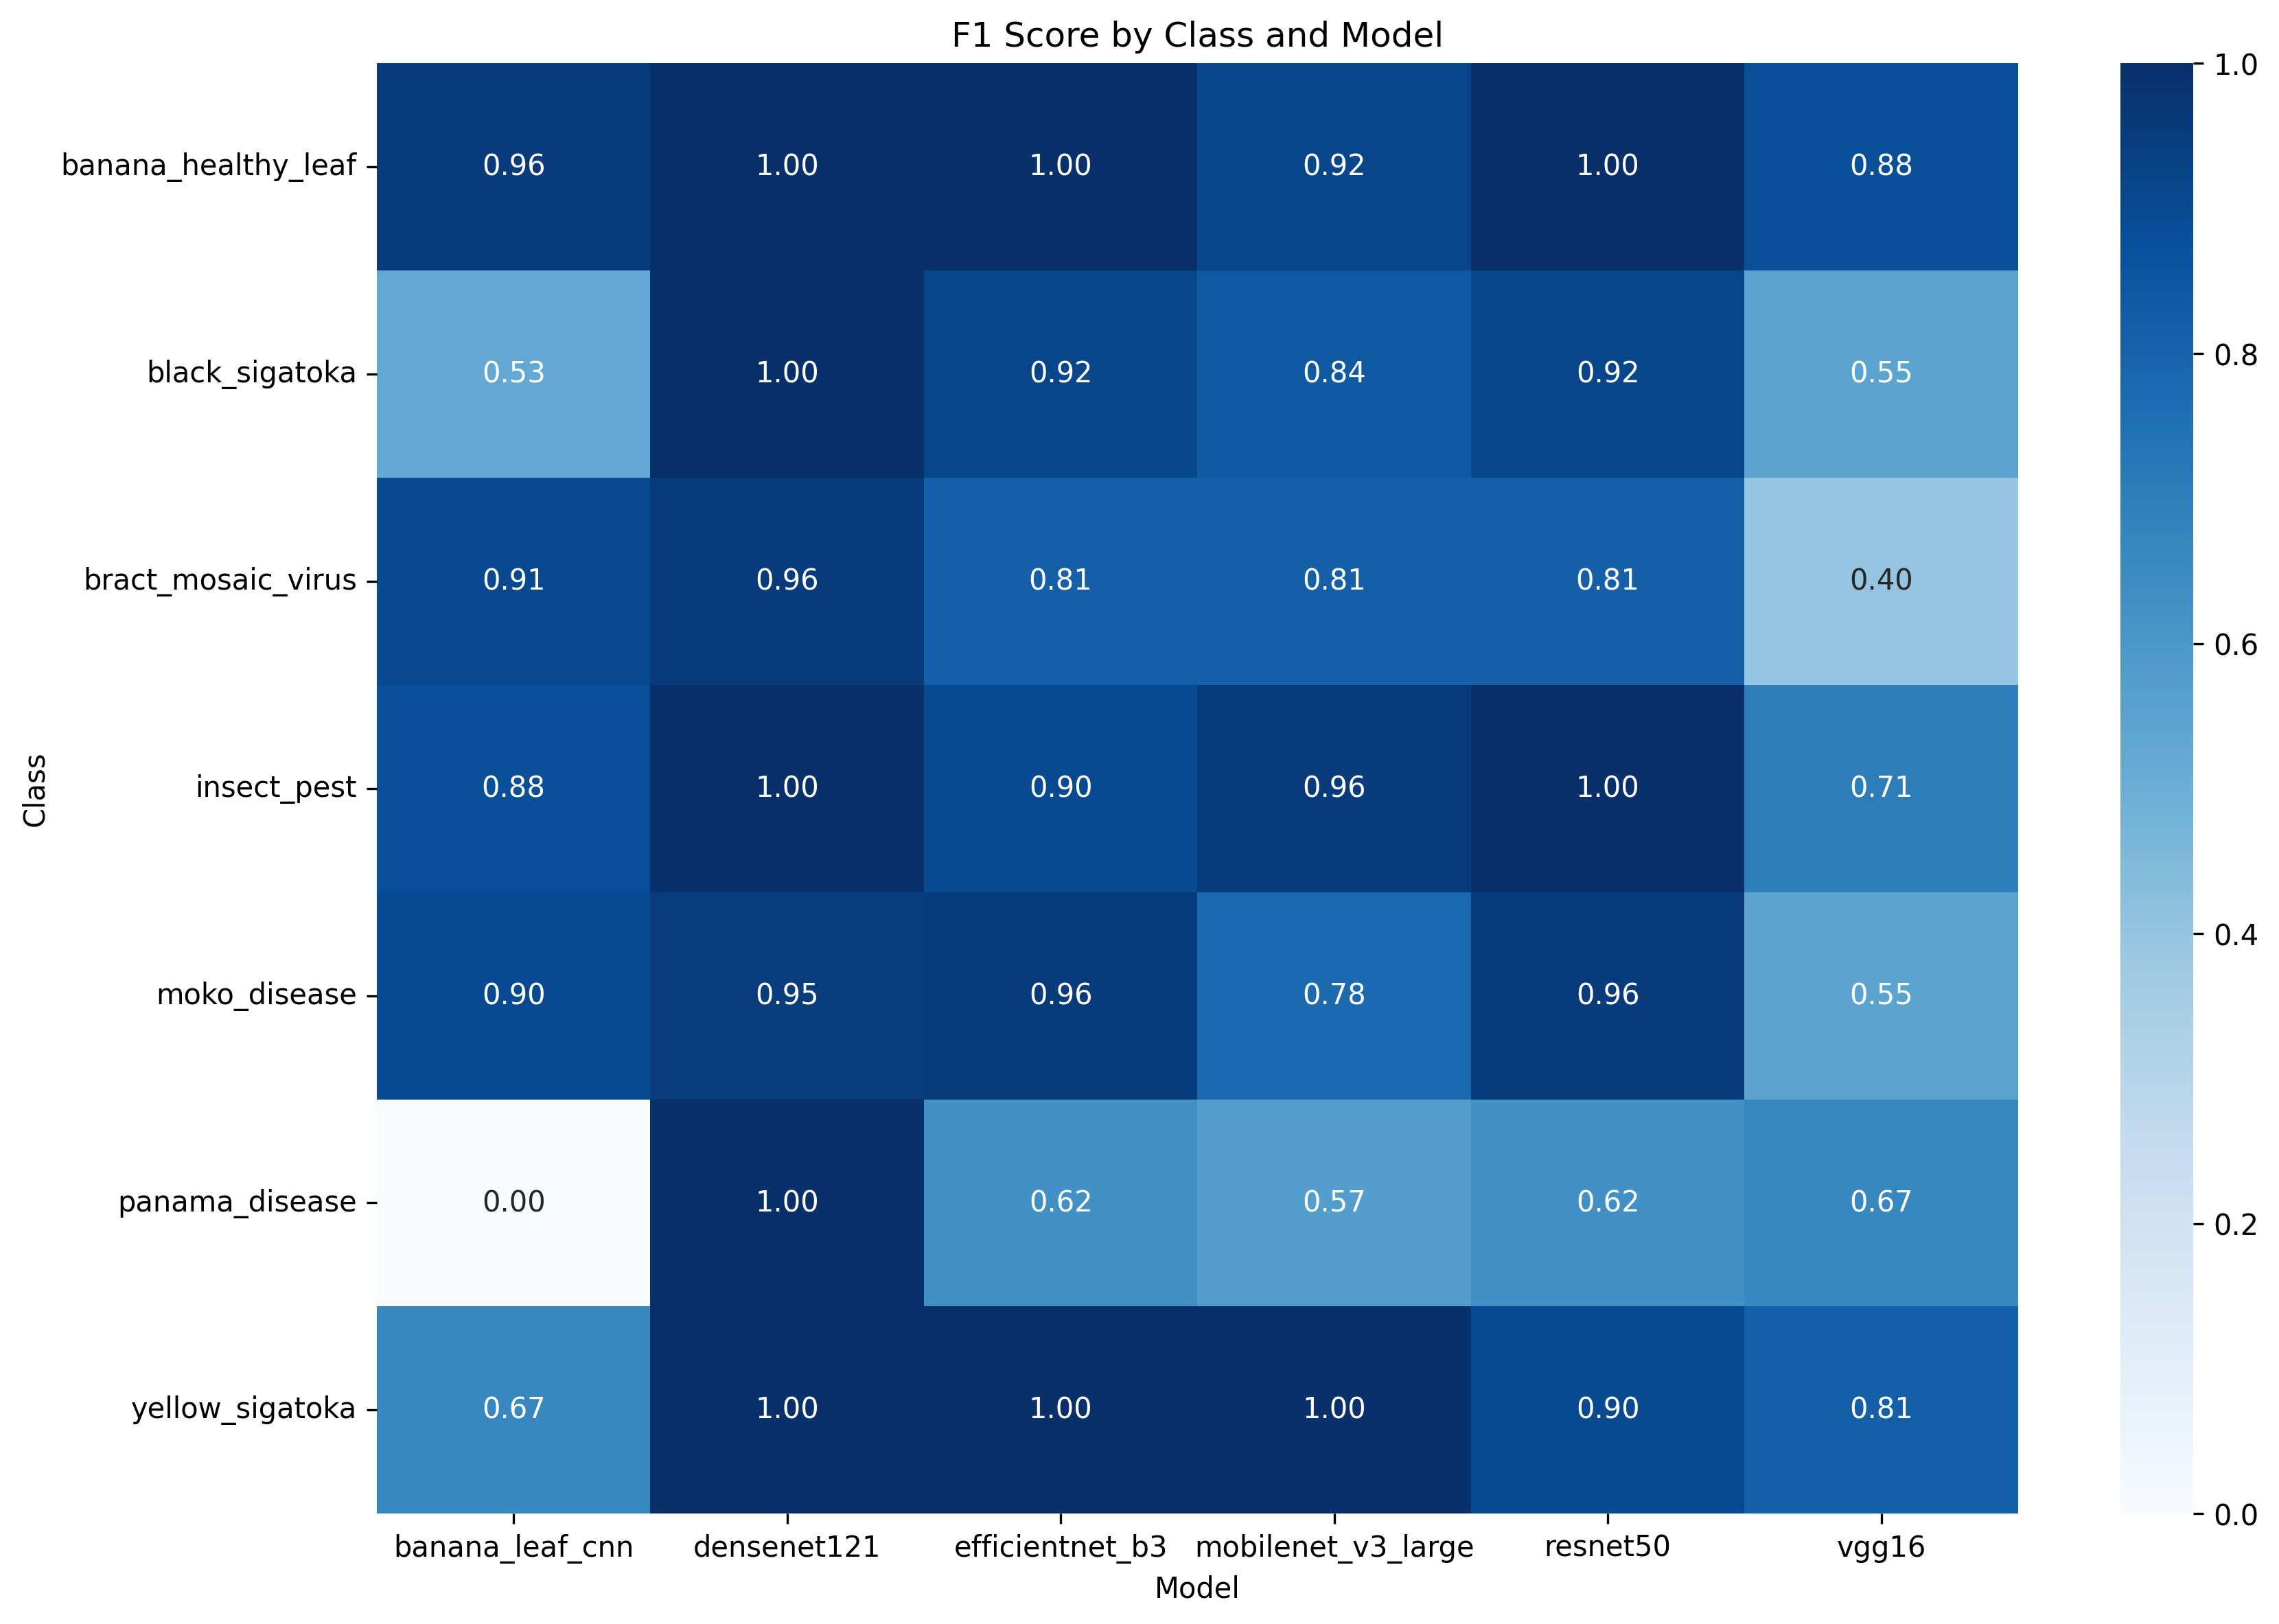 F1 Score by Class and Model
1.0
banana_healthy_leaf 0.96 1.00 1.00 0.92 1.00 0.88
black_sigatoka 0.53 1.00 0.92 0.84 0.92 0.55
0.8
bract_mosaic_virus 0.91 0.96 0.81 0.81 0.81 0.40
0.6
insect_pest 0.88 1.00 0.90 0.96 1.00 0.71
Class
moko_disease 0.90 0.95 0.96 0.78 0.96 0.55
0.4
panama_disease 0.00 1.00 0.62 0.57 0.62 0.67
0.2
yellow_sigatoka 0.67 1.00 1.00 1.00 0.90 0.81
0.0
banana_leaf_cnn densenet121 efficientnet_b3 mobilenet_v3_large resnet50 vgg16
Model